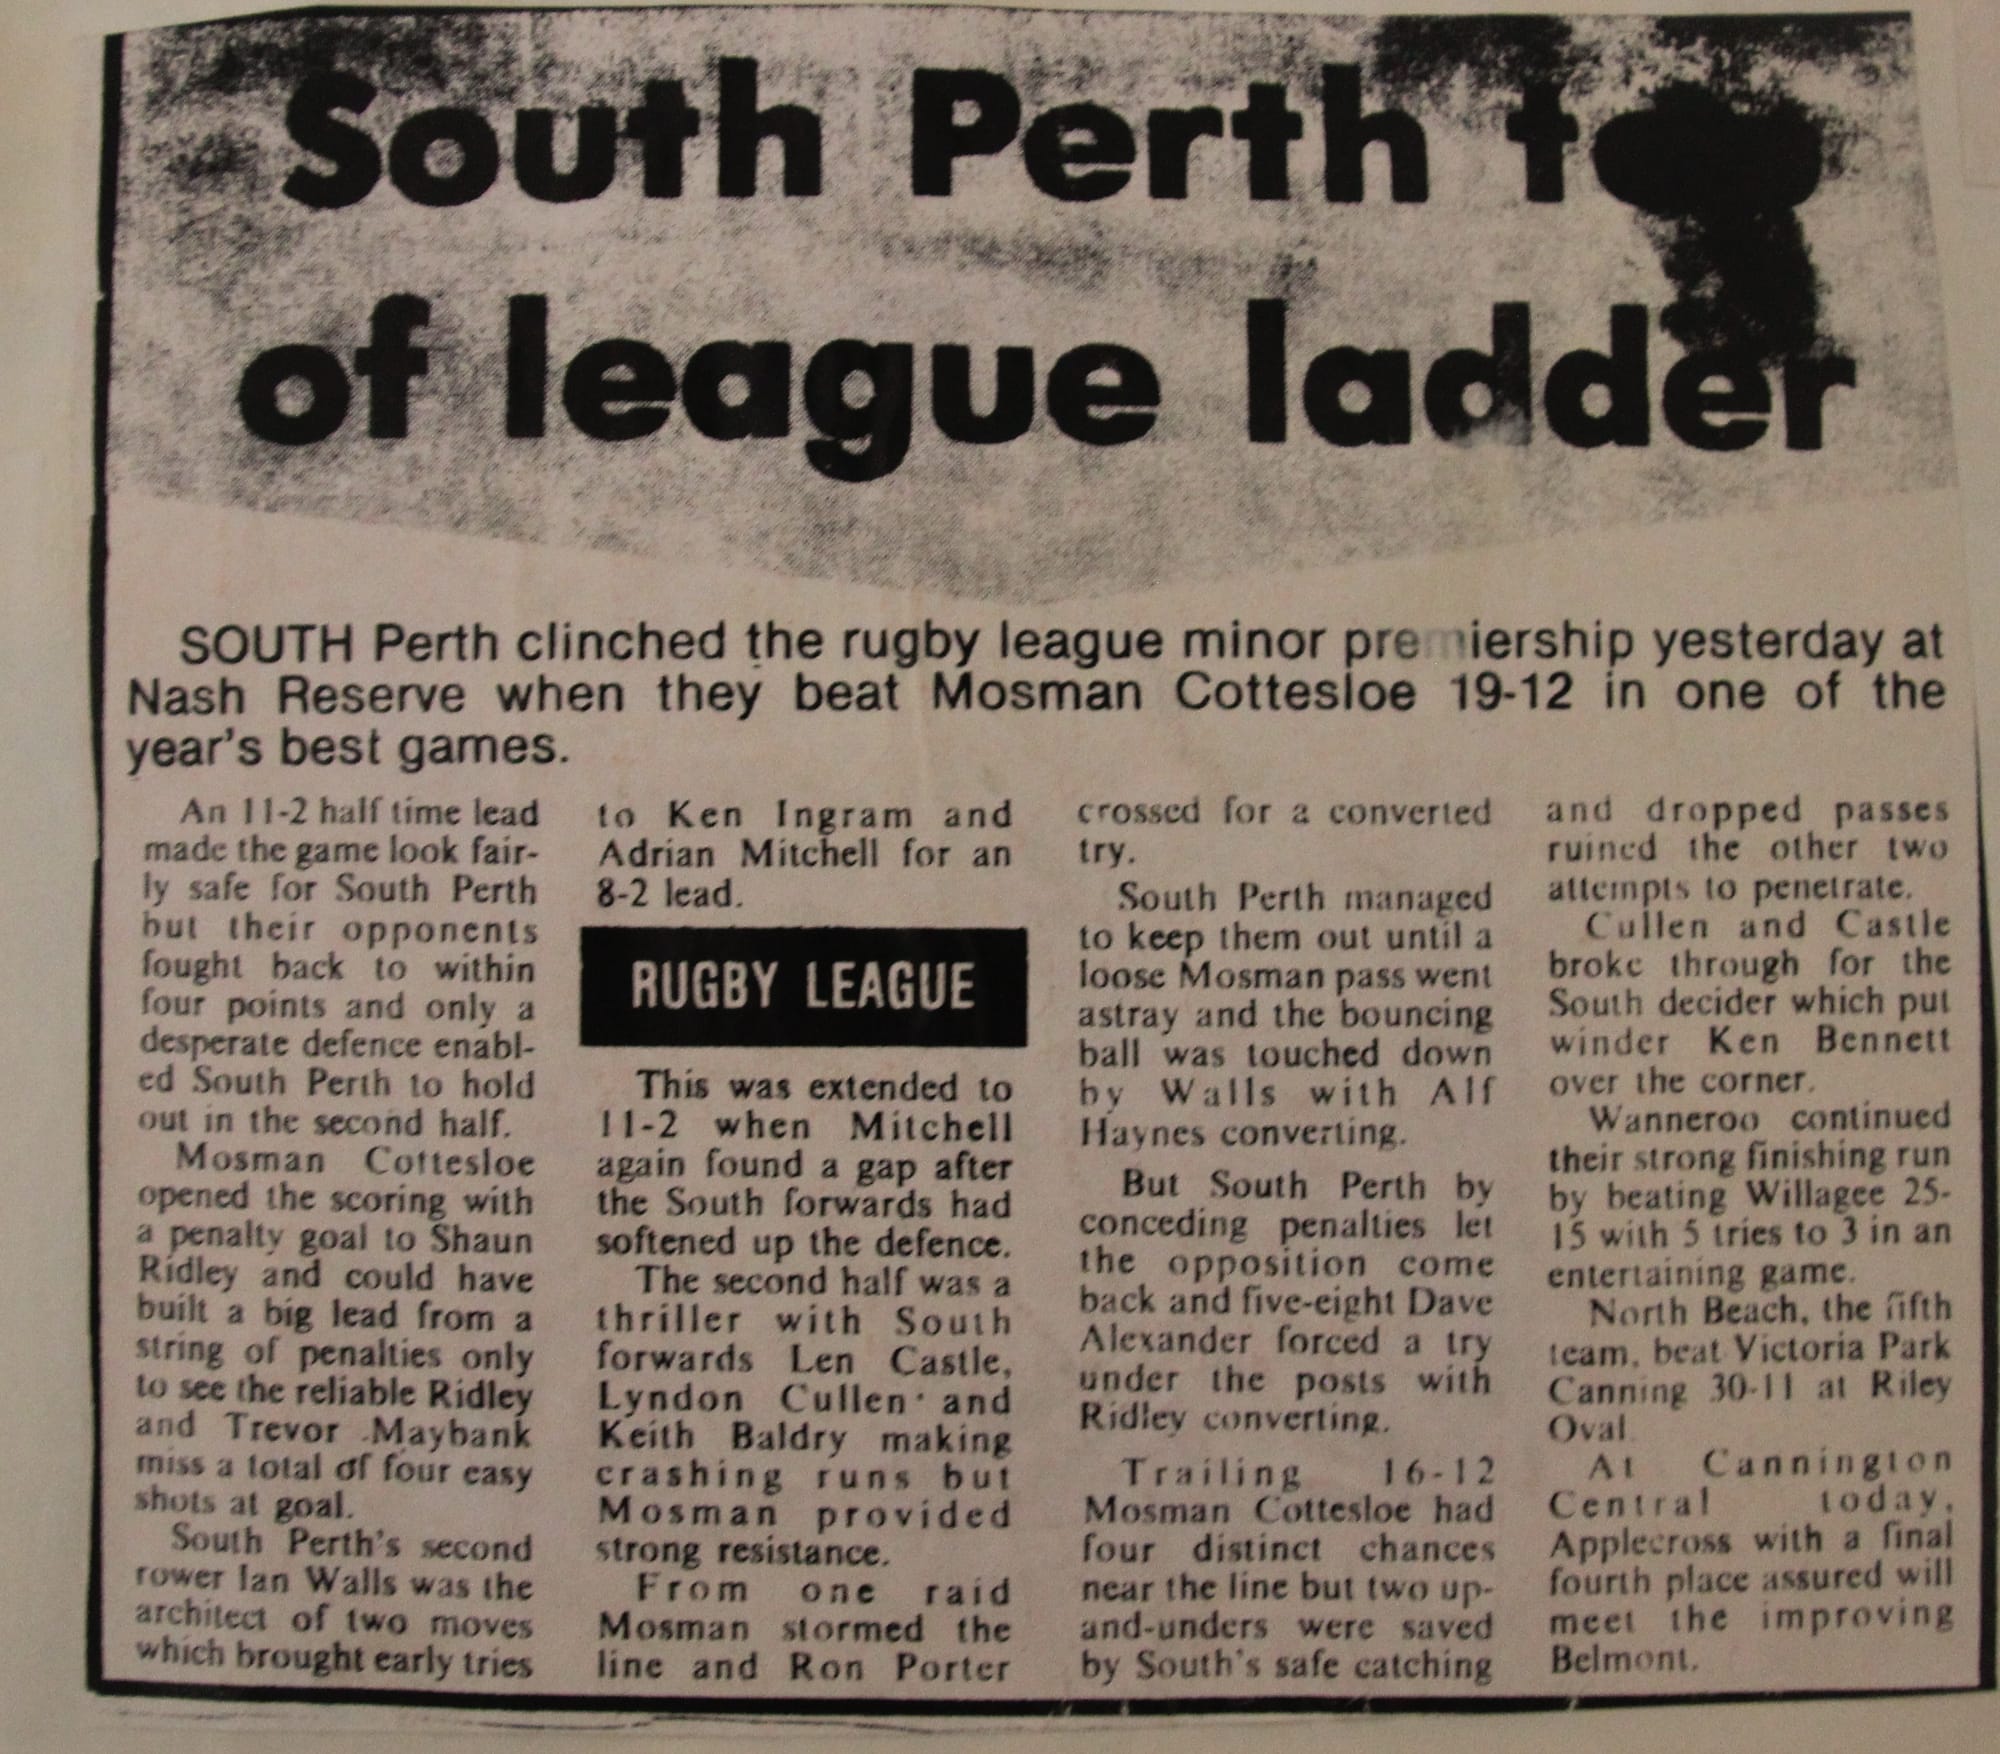 South Perth
of league ladder
SOUTH Perth clinched the rugby league minor premiership yesterday at
Nash Reserve when they beat Mosman Cottesloe 19-12 in one of the
year's best games.
An 11-2 half time lead
made the game look fair-
ly safe for South Perth
but their opponents
fought back to within
four points and only a
desperate defence enabl-
ed South Perth to hold
out in the second half.
Mosman Cottesloe
opened the scoring with
a penalty goal to Shaun
Ridley and could have
built a big lead from a
string of penalties only
to see the reliable Ridley
and Trevor Maybank
miss a total of four easy
shots at goal.
South Perth's second
rower Ian Walls was the
architect of two moves
which brought early tries
to Ken Ingram and
Adrian Mitchell for an
8-2 lead.
RUGBY LEAGUE
This was extended to
11-2 when Mitchell
again found a gap after
the South forwards had
softened up the defence.
The second half was a
thriller with South
forwards Len Castle,
Lyndon Cullen and
Keith Baldry making
crashing runs but
Mosman provided
strong resistance.
From one raid
Mosman stormed the
line and Ron Porter
crossed for a converted
try.
South Perth managed
to keep them out until a
loose Mosman pass went
astray and the bouncing
ball was touched down
by Walls with Alf
Haynes converting.
But South Perth by
conceding penalties let
the opposition come
back and five-eight Dave
Alexander forced a try
under the posts with
Ridley converting.
Trailing 16-12
Mosman Cottesloe had
four distinct chances
near the line but two up-
and-unders were saved
by South's safe catching
and dropped passes
ruined the other two
attempts to penetrate.
Cullen and Castle
broke through for the
South decider which put
winder Ken Bennett
over the corner.
Wanneroo continued
their strong finishing run
by beating Willagee 25-
15 with 5 tries to 3 in an
entertaining game.
North Beach, the fifth
team, beat Victoria Park
Canning 30-11 at Riley
Oval.
At Cannington
Central today,
Applecross with a final
fourth place assured will
meet the improving
Belmont.